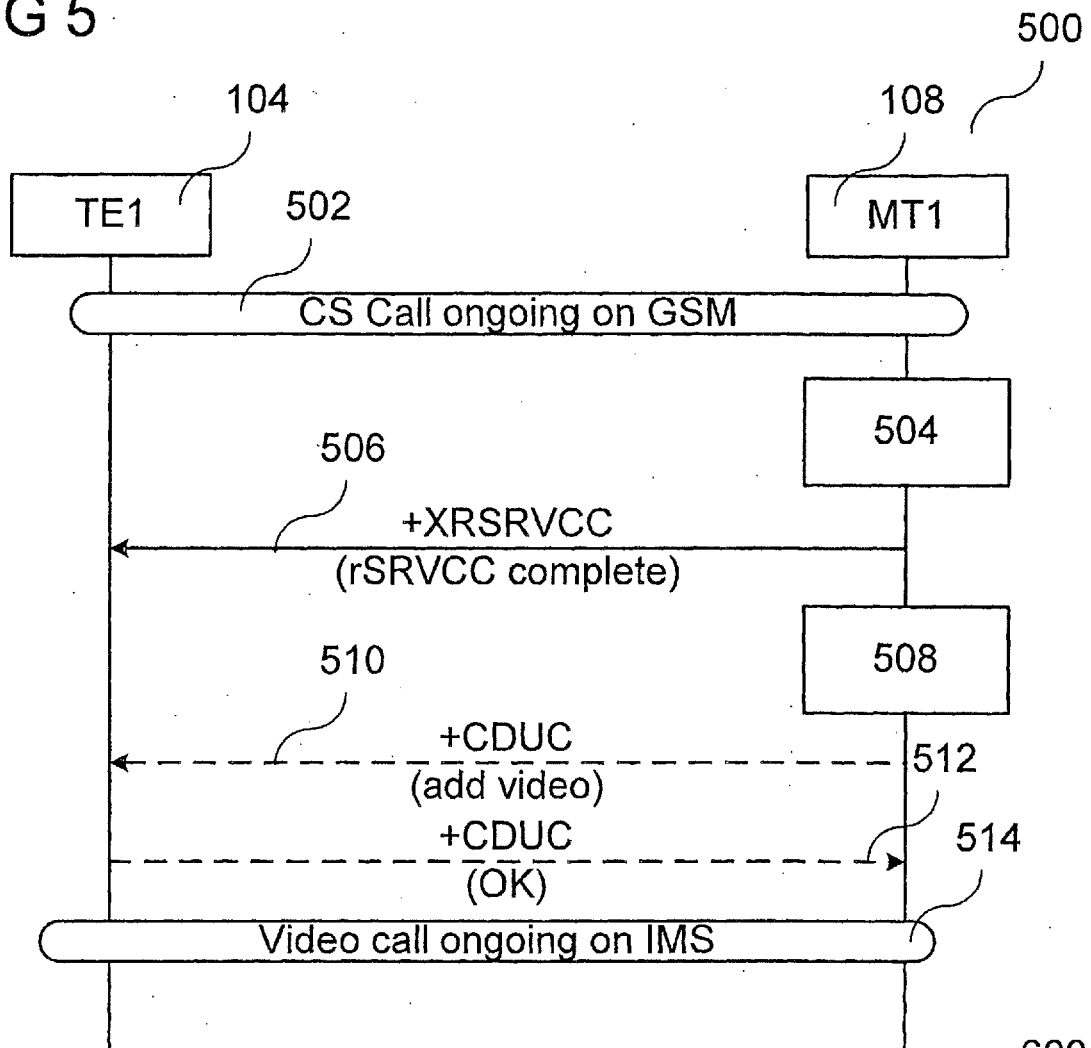 G 5
500
104
108
TE1
502
MT1
CS Call ongoing on GSM
504
506
+XRSRVCC
(rSRVCC complete)
508
510
+CDUC
512
(add video)
+CDUC
514
(OK)
Video call ongoing on IMS